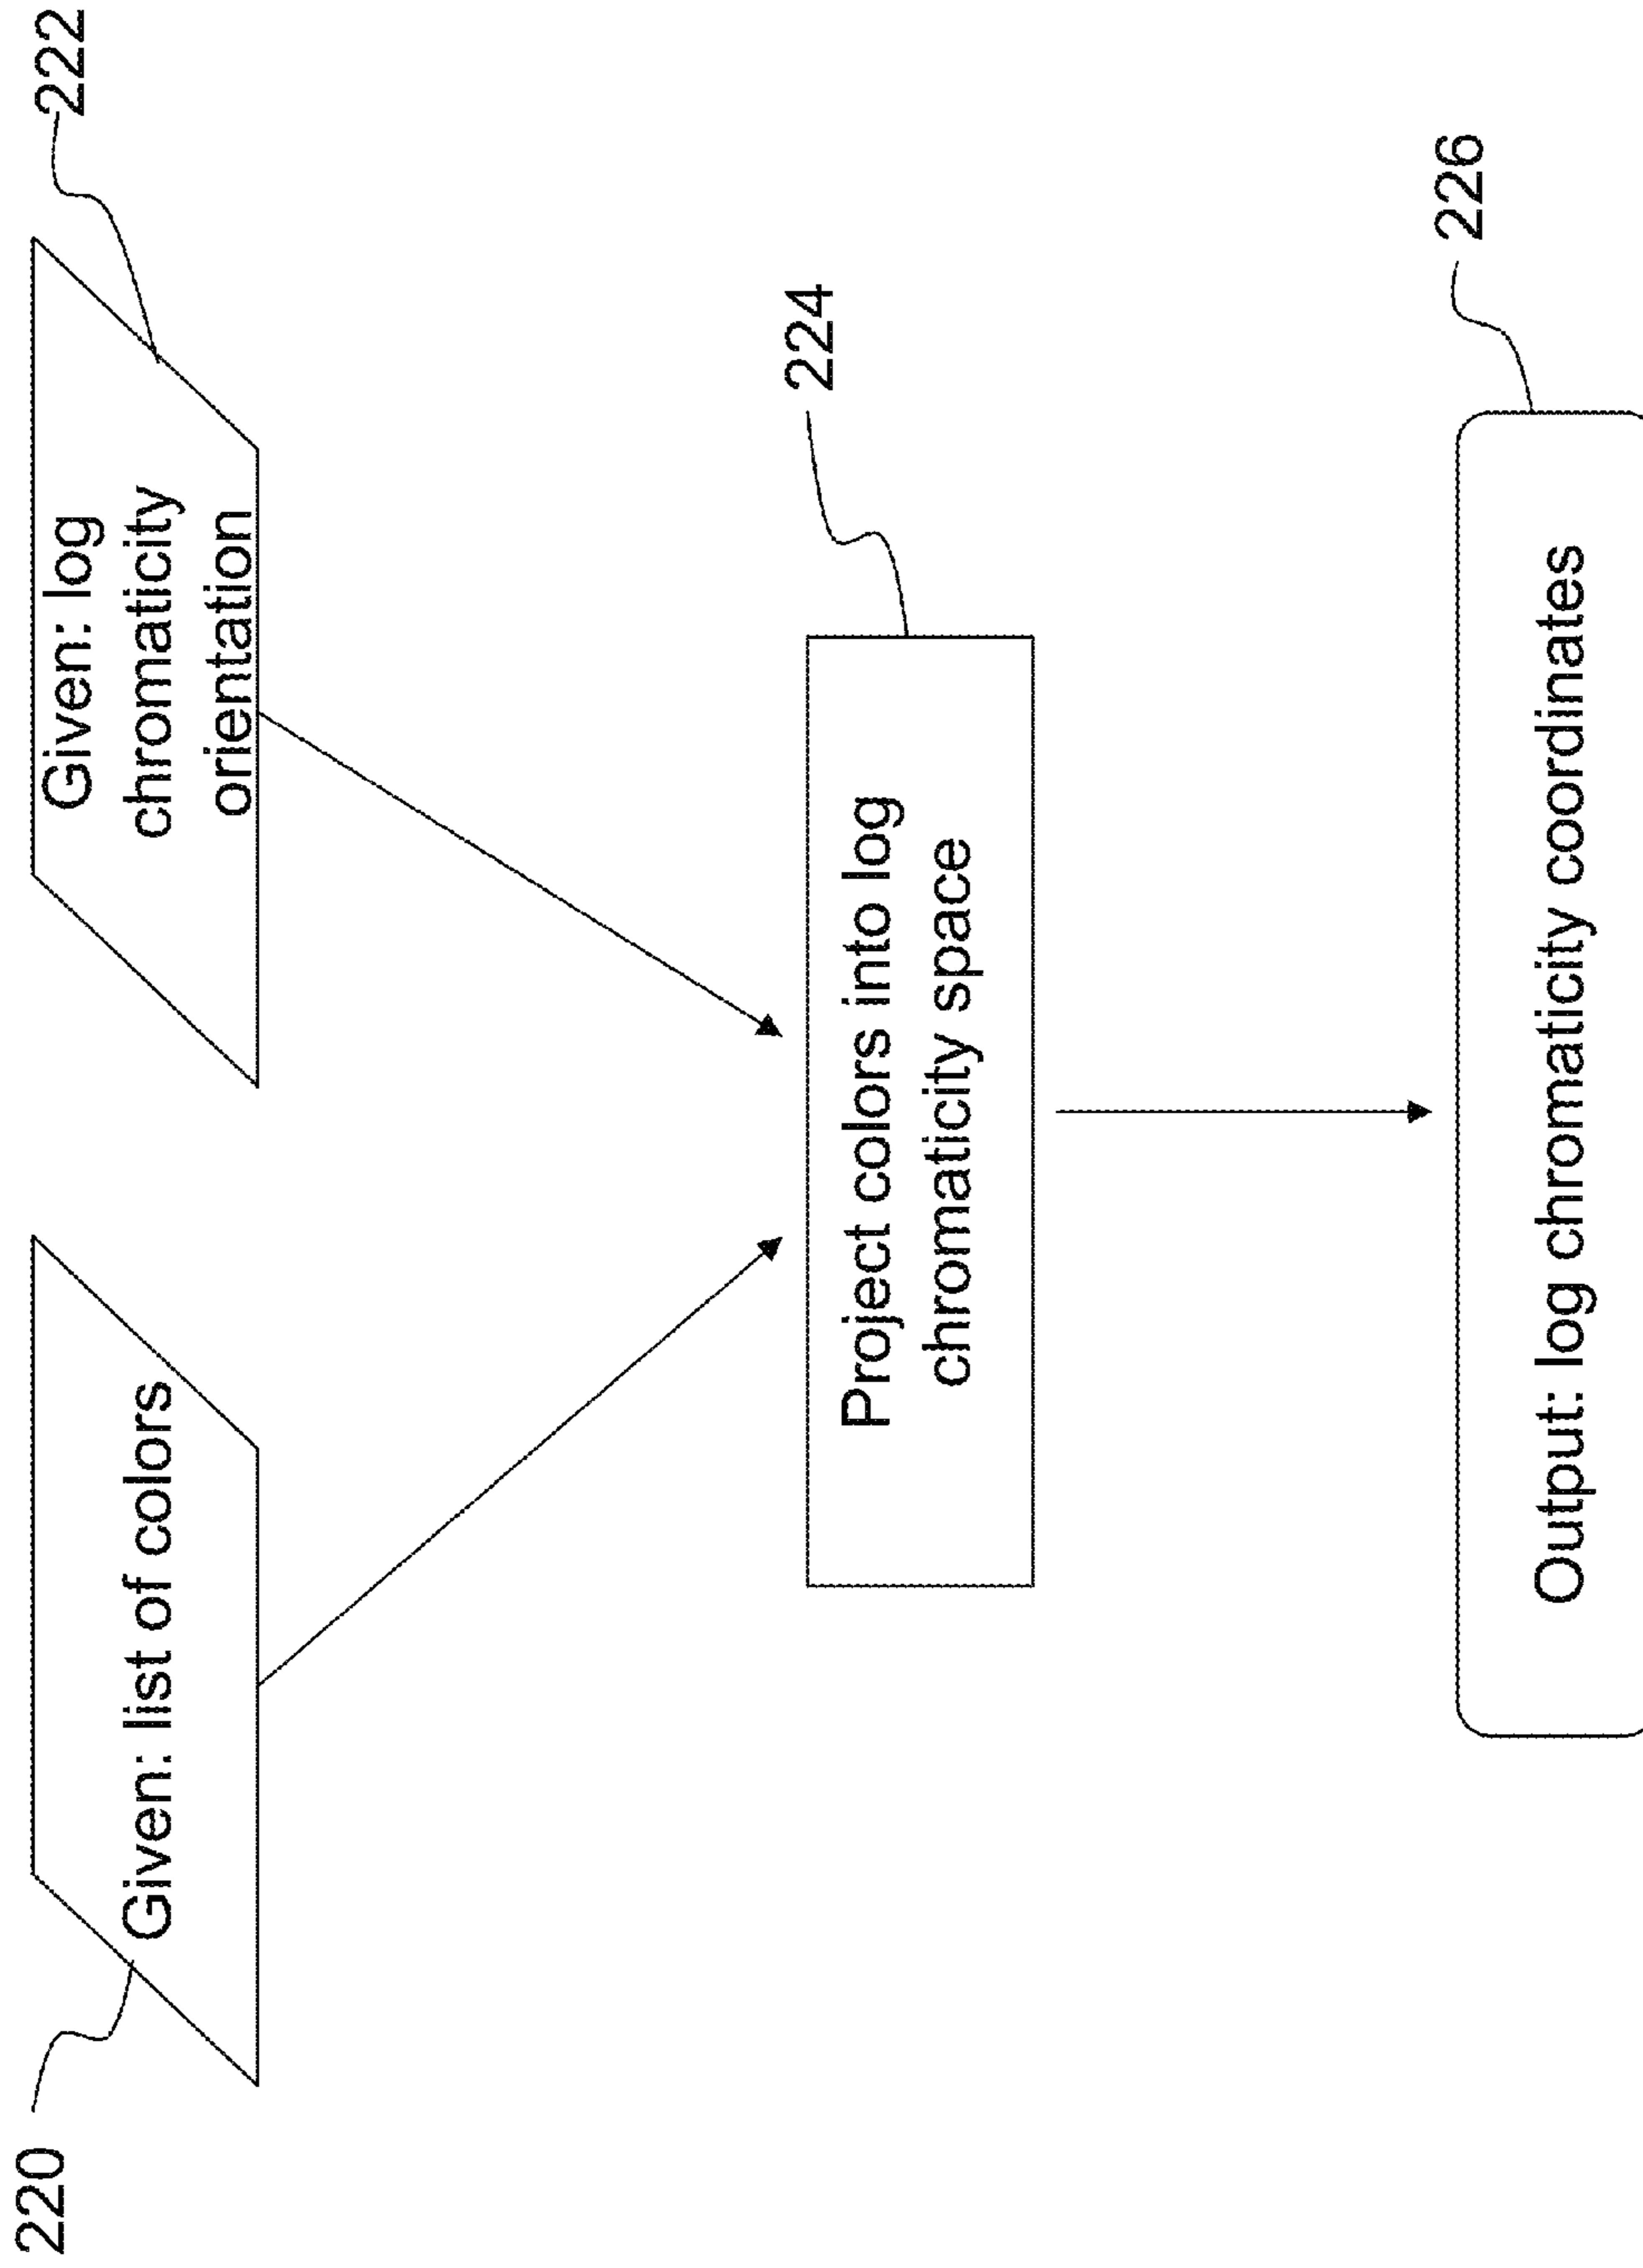 220
Given: list of colors
Given: log
chromaticity
orientation
222
Project colors into log
chromaticity space
224
Output: log chromaticity coordinates
226